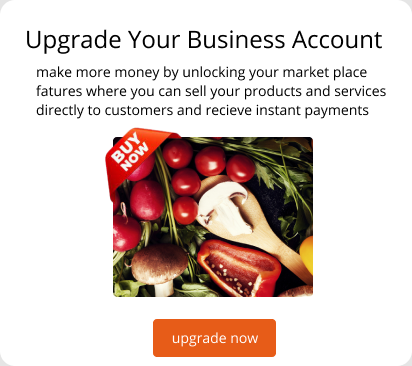 Upgrade Your Business Account
make more money by unlocking your market place
fatures where you can sell your products and services
directly to customers and recieve instant payments
BUY
NOW
upgrade now